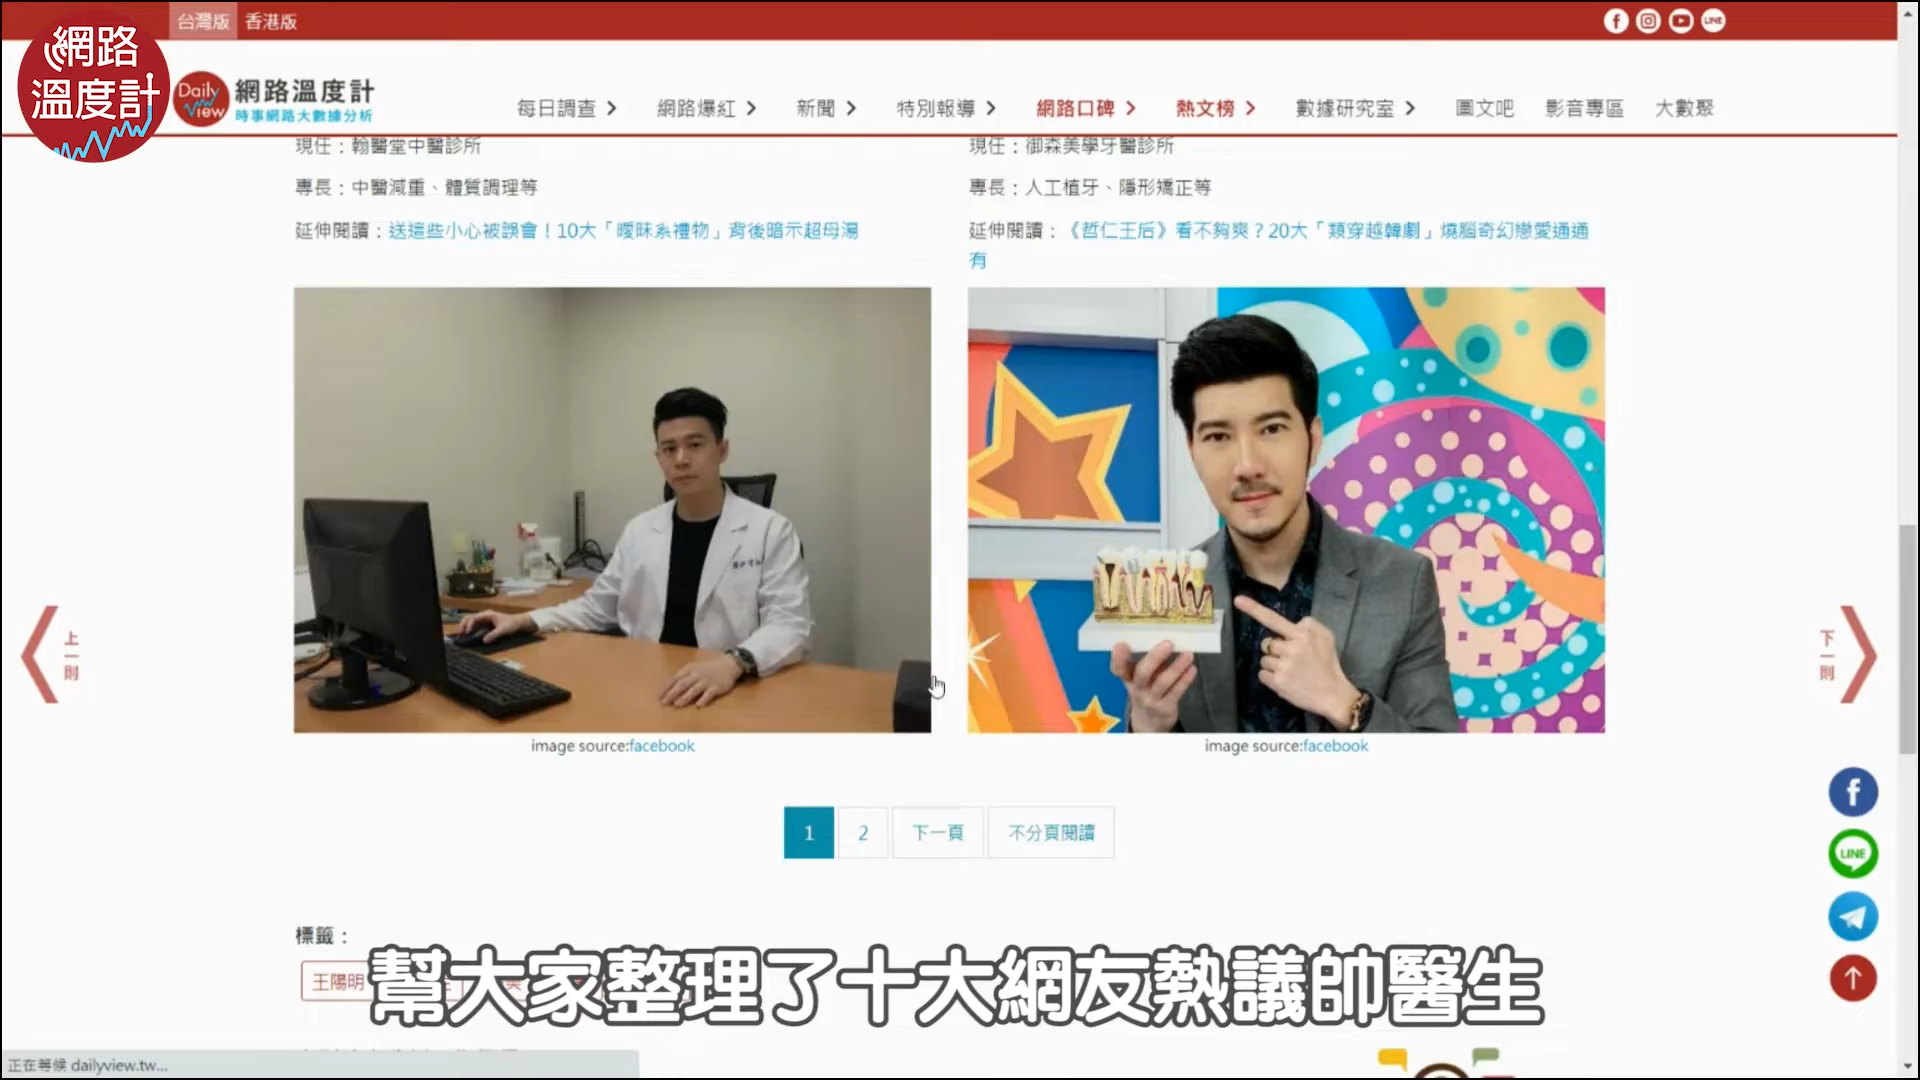 台灣版 香港版
LINE
網路
溫度計
Daily View 網路溫度計
時事網路大數據分析
每日調查 網路爆紅 新聞 特別報導 網路口碑 熱文榜 數據研究室 圖文吧 影音專區 大數聚
現任：翰醫堂中醫診所
專長：中醫減重、體質調理等
延伸閱讀：送這些小心被誤會！10大「曖昧系禮物」背後暗示超母湯
現任：御森美學牙醫診所
專長：人工植牙、隱形矯正等
延伸閱讀：《哲仁王后》看不夠爽？20大「類穿越韓劇」燒腦奇幻戀愛通通
有
上一則
下一則
image source:facebook
image source:facebook
1 2 下一頁 不分頁閱讀
LINE
標籤：
王陽明
幫大家整理了十大網友熱議帥醫生
正在等候 dailyview.tw...